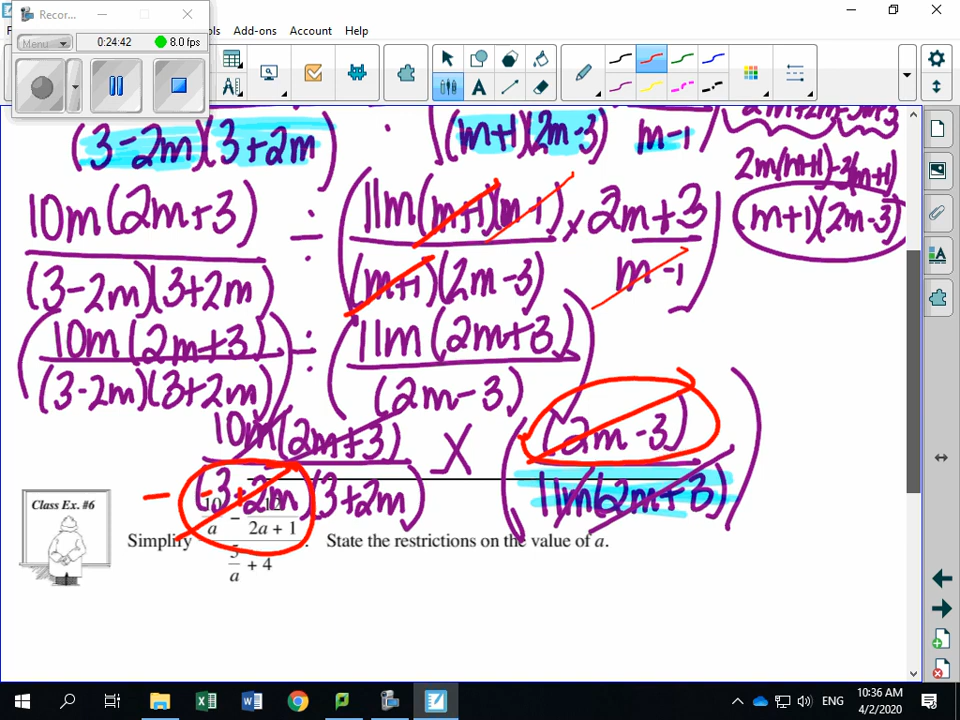 Recor...
Menu 0:24:42 8.0 fps
Add-ons Account Help
(3-2m)(3+2m) · (m+1)(2m-3) m-1
2m(m+1)-3(m+1)
(m+1)(2m-3)
10m(2m+3) ÷ (11m(m+1)(m-1) × 2m+3)
(3-2m)(3+2m) (m+1)(2m-3) m-1
(10m(2m+3)) ÷ (11m(2m+3))
(3-2m)(3+2m) (2m-3)
10m(2m+3) X ((2m-3))
-(-3+2m)(3+2m) 11m(2m+3)
Class Ex. #6
10 - 12
a 2a + 1
Simplify . State the restrictions on the value of a.
5 + 4
a
ENG 10:36 AM
4/2/2020